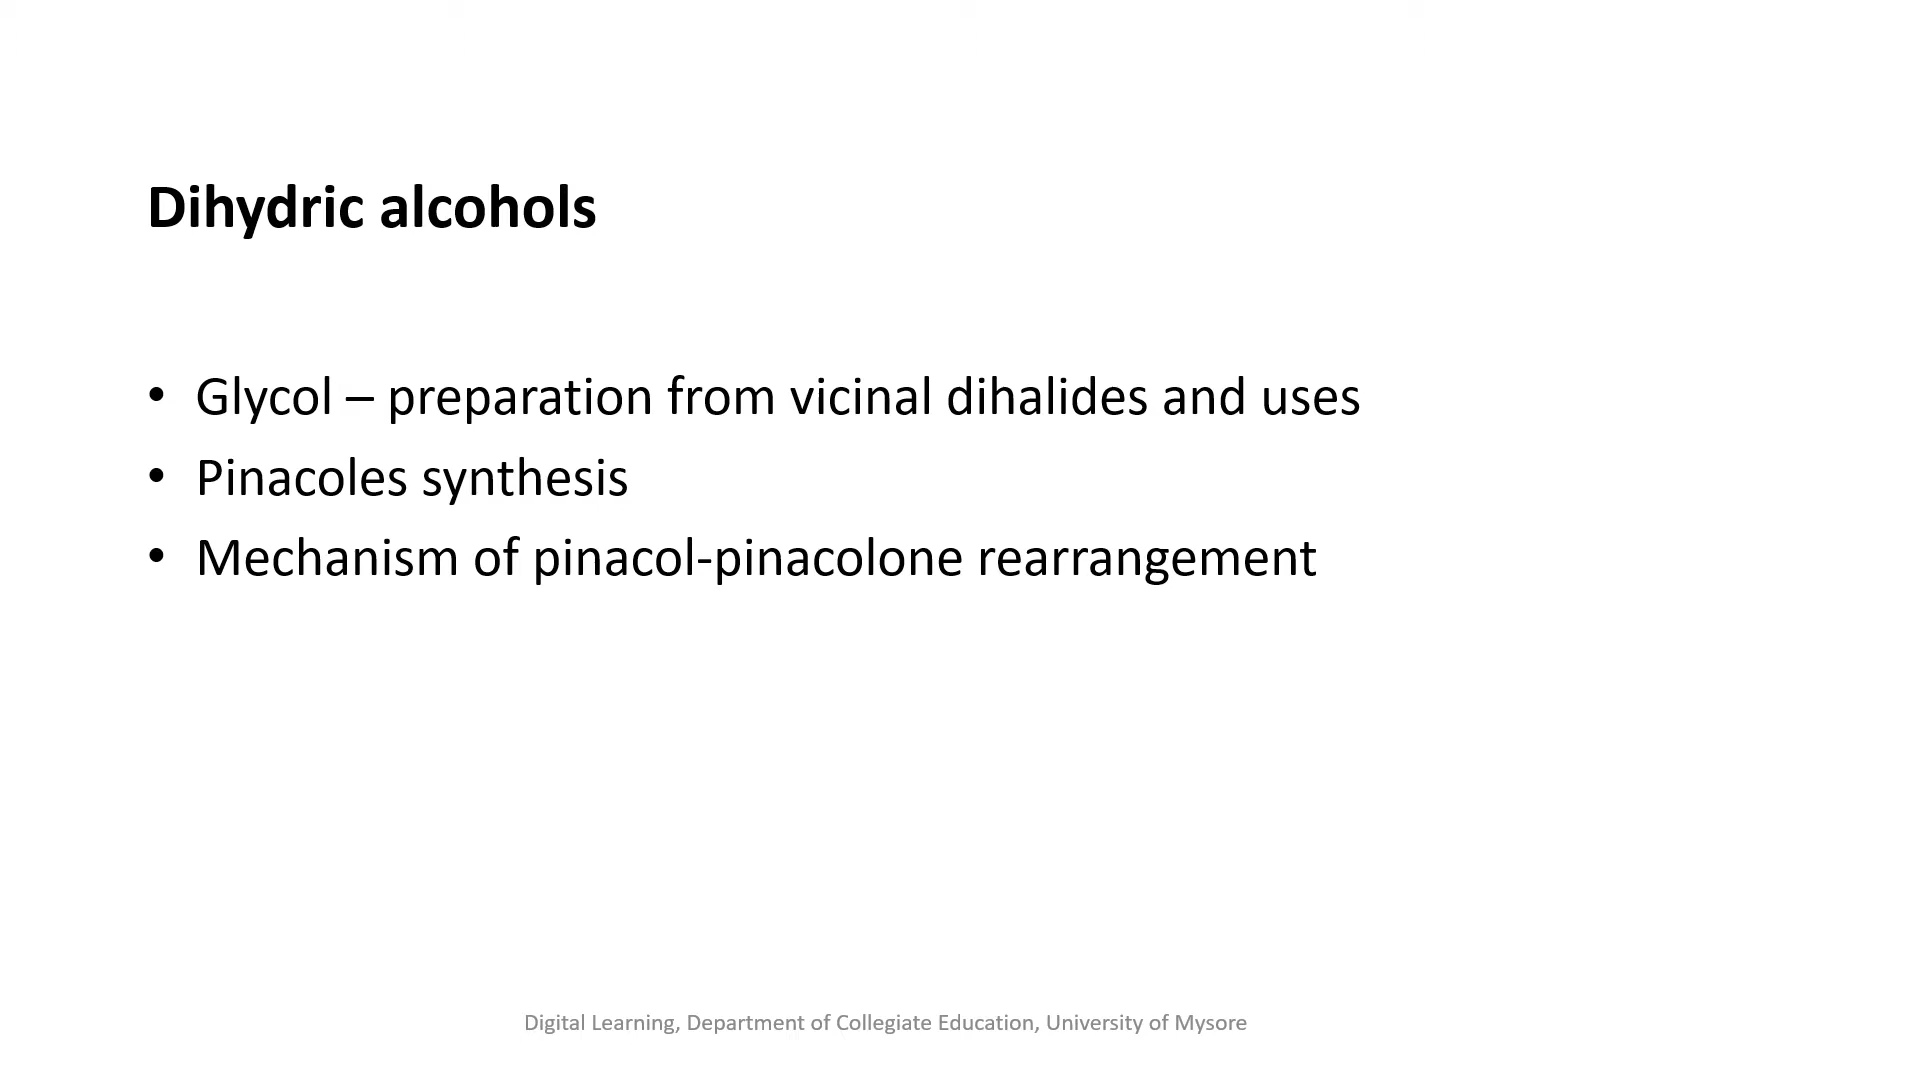 Dihydric alcohols
• Glycol – preparation from vicinal dihalides and uses
• Pinacoles synthesis
• Mechanism of pinacol-pinacolone rearrangement
Digital Learning, Department of Collegiate Education, University of Mysore